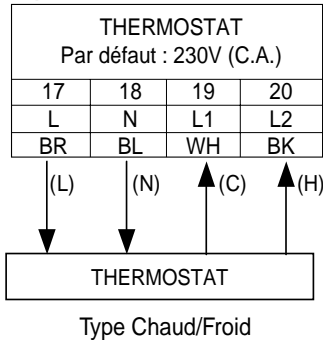 THERMOSTAT
Par défaut : 230V (C.A.)
17 18 19 20
L N L1 L2
BR BL WH BK
(L) (N) (C) (H)
THERMOSTAT
Type Chaud/Froid